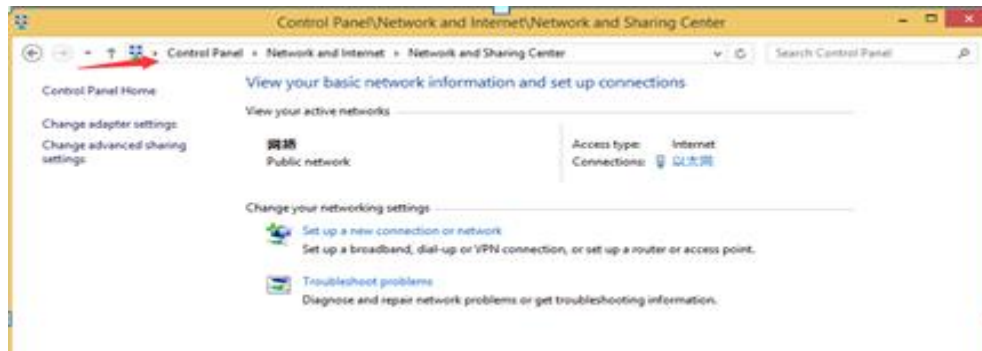 Control Panel\Network and Internet\Network and Sharing Center
Control Panel Network and Internet Network and Sharing Center
Search Control Panel
Control Panel Home
Change adapter settings
Change advanced sharing
settings
View your basic network information and set up connections
View your active networks
网络
Public network
Access type: Internet
Connections: 以太网
Change your networking settings
Set up a new connection or network
Set up a broadband, dial-up or VPN connection, or set up a router or access point.
Troubleshoot problems
Diagnose and repair network problems or get troubleshooting information.